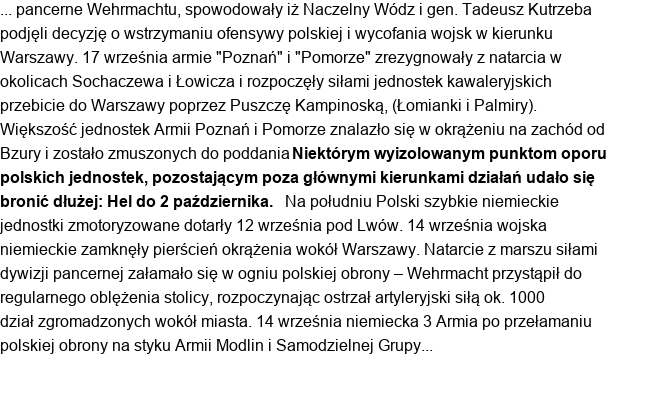 ... pancerne Wehrmachtu, spowodowały iż Naczelny Wódz i gen. Tadeusz Kutrzeba
podjęli decyzję o wstrzymaniu ofensywy polskiej i wycofania wojsk w kierunku
Warszawy. 17 września armie "Poznań" i "Pomorze" zrezygnowały z natarcia w
okolicach Sochaczewa i Łowicza i rozpoczęły siłami jednostek kawaleryjskich
przebicie do Warszawy poprzez Puszczę Kampinoską, (Łomianki i Palmiry).
Większość jednostek Armii Poznań i Pomorze znalazło się w okrążeniu na zachód od
Bzury i zostało zmuszonych do poddania Niektórym wyizolowanym punktom oporu
polskich jednostek, pozostającym poza głównymi kierunkami działań udało się
bronić dłużej: Hel do 2 października. Na południu Polski szybkie niemieckie
jednostki zmotoryzowane dotarły 12 września pod Lwów. 14 września wojska
niemieckie zamknęły pierścień okrążenia wokół Warszawy. Natarcie z marszu siłami
dywizji pancernej załamało się w ogniu polskiej obrony – Wehrmacht przystąpił do
regularnego oblężenia stolicy, rozpoczynając ostrzał artyleryjski siłą ok. 1000
dział zgromadzonych wokół miasta. 14 września niemiecka 3 Armia po przełamaniu
polskiej obrony na styku Armii Modlin i Samodzielnej Grupy...